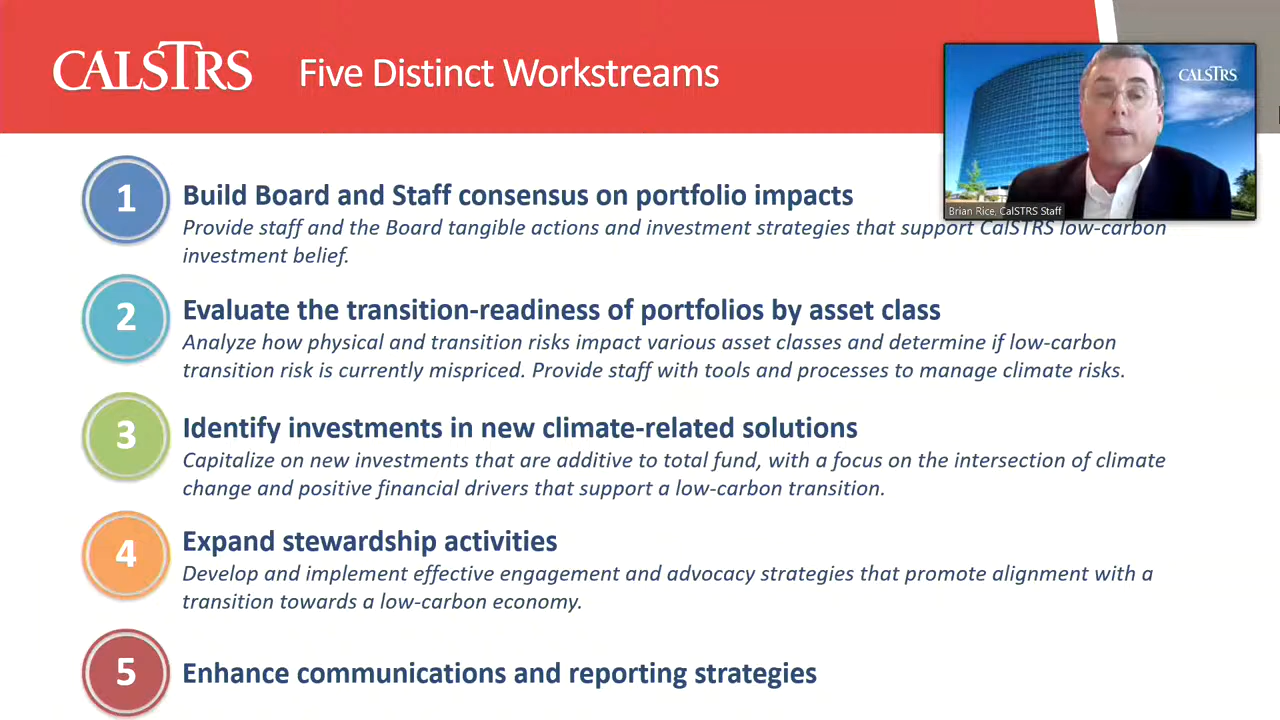 CALSTRS
Five Distinct Workstreams
CALSTRS
Brian Rice, CalSTRS Staff
1
Build Board and Staff consensus on portfolio impacts
Provide staff and the Board tangible actions and investment strategies that support CalSTRS low-carbon
investment belief.
2
Evaluate the transition-readiness of portfolios by asset class
Analyze how physical and transition risks impact various asset classes and determine if low-carbon
transition risk is currently mispriced. Provide staff with tools and processes to manage climate risks.
3
Identify investments in new climate-related solutions
Capitalize on new investments that are additive to total fund, with a focus on the intersection of climate
change and positive financial drivers that support a low-carbon transition.
4
Expand stewardship activities
Develop and implement effective engagement and advocacy strategies that promote alignment with a
transition towards a low-carbon economy.
5
Enhance communications and reporting strategies